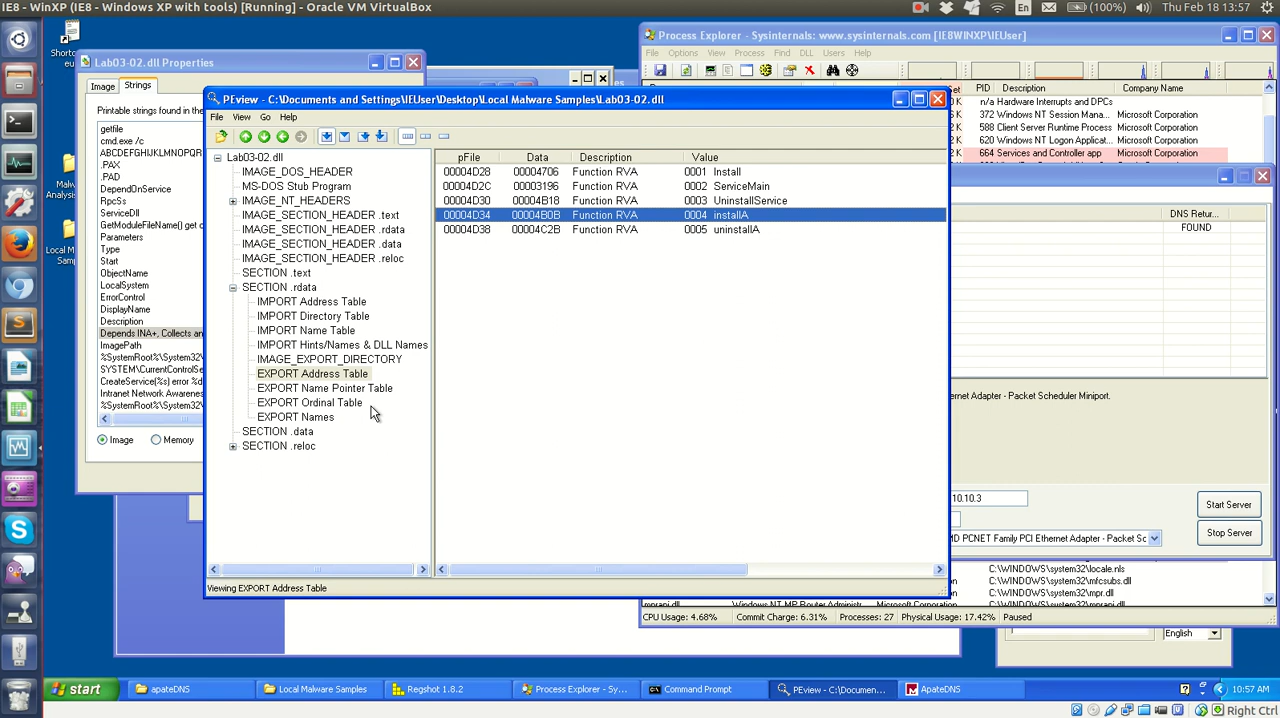 IE8 - WinXP (IE8 - Windows XP with tools) [Running] - Oracle VM VirtualBox
En
(100%)
Thu Feb 18 13:57
Lab03-02.dll Properties
Image
Strings
Printable strings found in the
getfile
cmd.exe /c
ABCDEFGHIJKLMNOPQ
.PAX
.PAD
DependOnService
RpcSs
ServiceDll
GetModuleFileName() get d
Parameters
Type
Start
ObjectName
LocalSystem
ErrorControl
DisplayName
Description
Depends INA+, Collects an
ImagePath
%SystemRoot%\System32\
SYSTEM\CurrentControlSe
CreateService(%s) error %d
Intranet Network Awarenes
%SystemRoot%\System32\
Image
Memory
PEview - C:\Documents and Settings\IEUser\Desktop\Local Malware Samples\Lab03-02.dll
File View Go Help
Lab03-02.dll
IMAGE_DOS_HEADER
MS-DOS Stub Program
IMAGE_NT_HEADERS
IMAGE_SECTION_HEADER .text
IMAGE_SECTION_HEADER .rdata
IMAGE_SECTION_HEADER .data
IMAGE_SECTION_HEADER .reloc
SECTION .text
SECTION .rdata
IMPORT Address Table
IMPORT Directory Table
IMPORT Name Table
IMPORT Hints/Names & DLL Names
IMAGE_EXPORT_DIRECTORY
EXPORT Address Table
EXPORT Name Pointer Table
EXPORT Ordinal Table
EXPORT Names
SECTION .data
SECTION .reloc
pFile Data Description Value
00004D28 00004706 Function RVA 0001 Install
00004D2C 00003196 Function RVA 0002 ServiceMain
00004D30 00004B18 Function RVA 0003 UninstallService
00004D34 00004B0B Function RVA 0004 installA
00004D38 00004C2B Function RVA 0005 uninstallA
Viewing EXPORT Address Table
Process Explorer - Sysinternals: www.sysinternals.com [IE8WINXP\IEUser]
File Options View Process Find DLL Users Help
PID Description Company Name
K n/a Hardware Interrupts and DPCs
K 372 Windows NT Session Mana... Microsoft Corporation
K 588 Client Server Runtime Process Microsoft Corporation
K 620 Windows NT Logon Applicat... Microsoft Corporation
K 664 Services and Controller app Microsoft Corporation
DNS Retur...
FOUND
ernet Adapter - Packet Scheduler Miniport.
10.10.3
Start Server
MD PCNET Family PCI Ethernet Adapter - Packet Sc
Stop Server
C:\WINDOWS\system32\locale.nls
C:\WINDOWS\system32\mfcsubs.dll
C:\WINDOWS\system32\mpr.dll
mprapi.dll Windows NT MP Router Administr... Microsoft Corporation C:\WINDOWS\system32\mprapi.dll
CPU Usage: 4.68% Commit Charge: 6.31% Processes: 27 Physical Usage: 17.42% Paused
English
start
apateDNS
Local Malware Samples
Regshot 1.8.2
Process Explorer - Sy...
Command Prompt
PEview - C:\Documen...
ApateDNS
10:57 AM
Right Ctrl